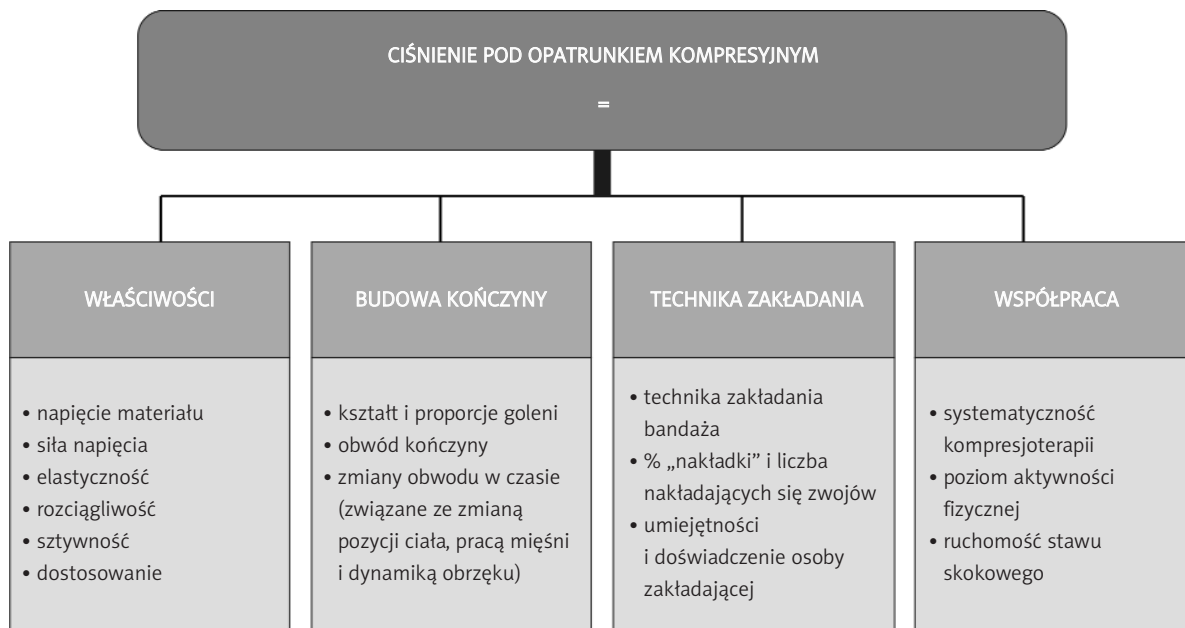 CIŚNIENIE POD OPATRUNKIEM KOMPRESYJNYM
=
WŁAŚCIWOŚCI
• napięcie materiału
• siła napięcia
• elastyczność
• rozciągliwość
• sztywność
• dostosowanie
BUDOWA KOŃCZYNY
• kształt i proporcje goleni
• obwód kończyny
• zmiany obwodu w czasie
(związane ze zmianą
pozycji ciała, pracą mięśni
i dynamiką obrzęku)
TECHNIKA ZAKŁADANIA
• technika zakładania
bandaża
• % „nakładki” i liczba
nakładających się zwojów
• umiejętności
i doświadczenie osoby
zakładającej
WSPÓŁPRACA
• systematyczność
kompresjoterapii
• poziom aktywności
fizycznej
• ruchomość stawu
skokowego